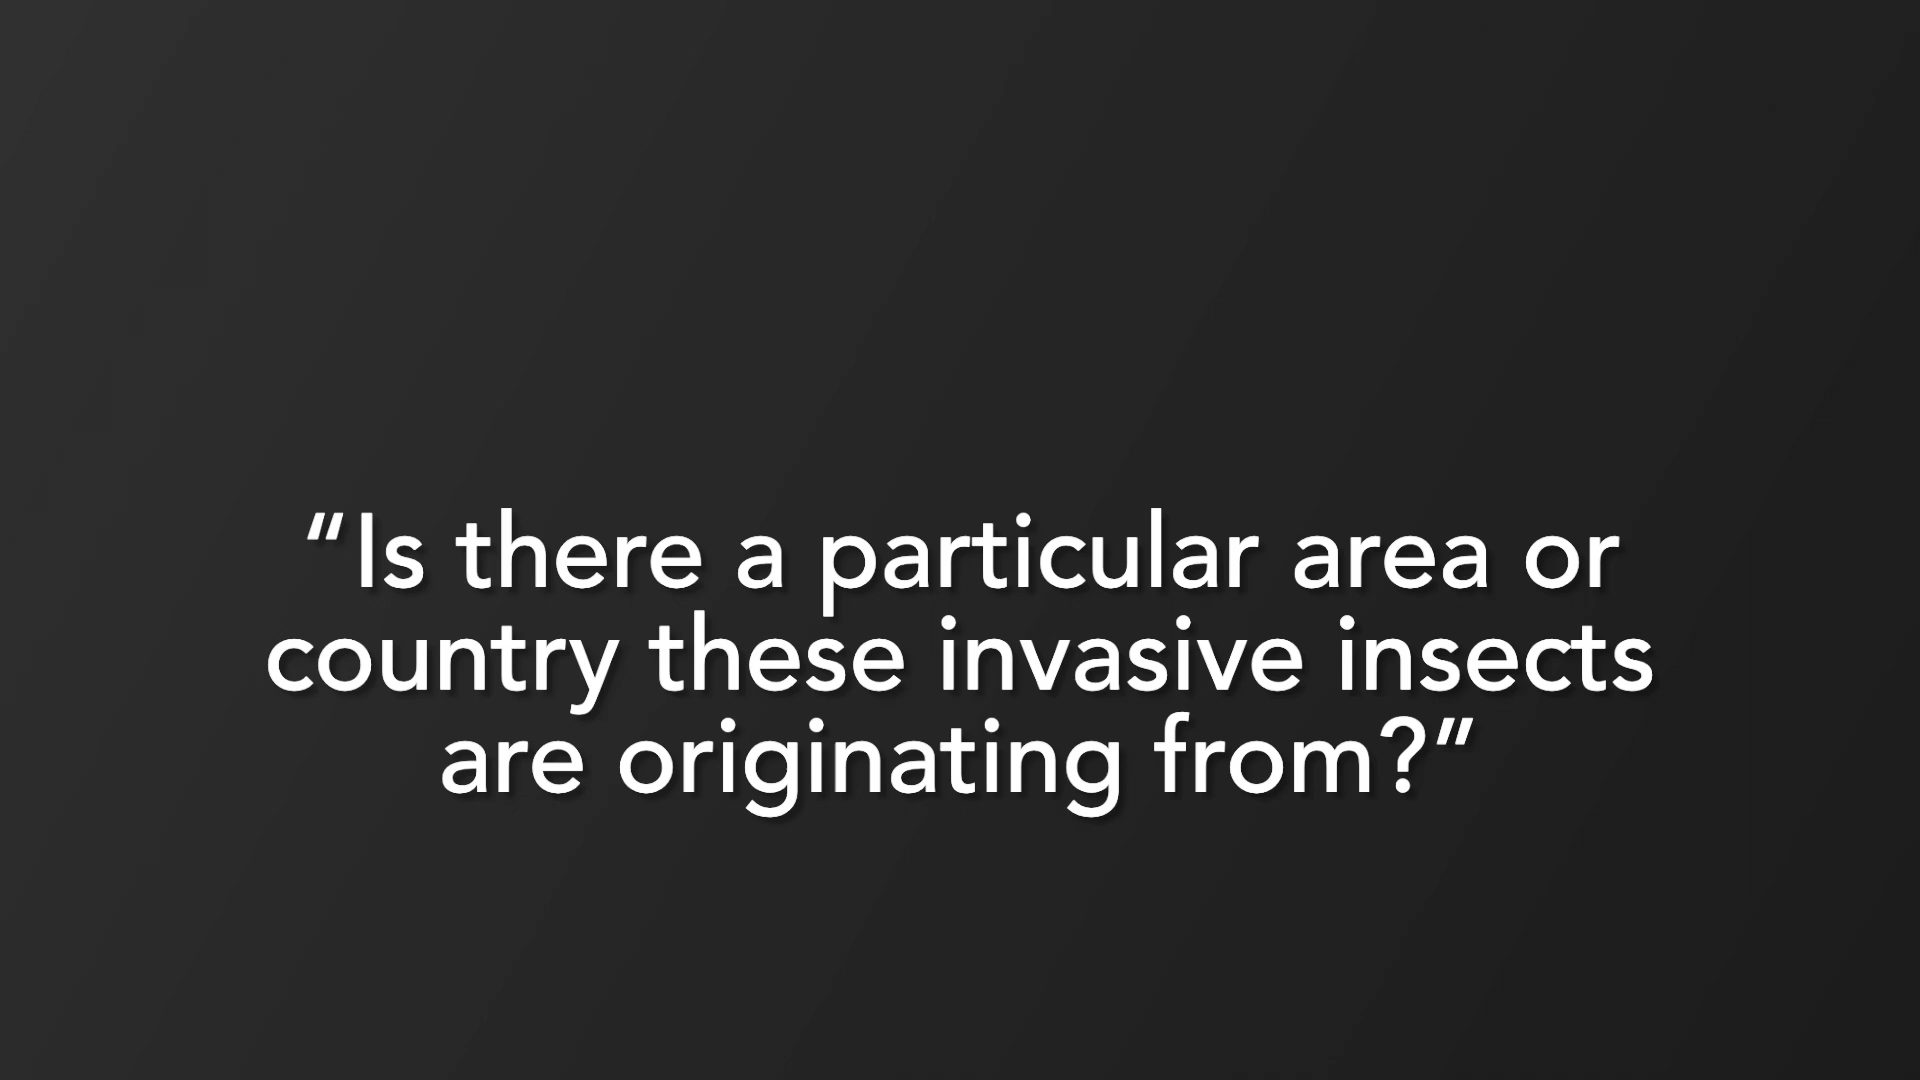 “Is there a particular area or
country these invasive insects
are originating from?”